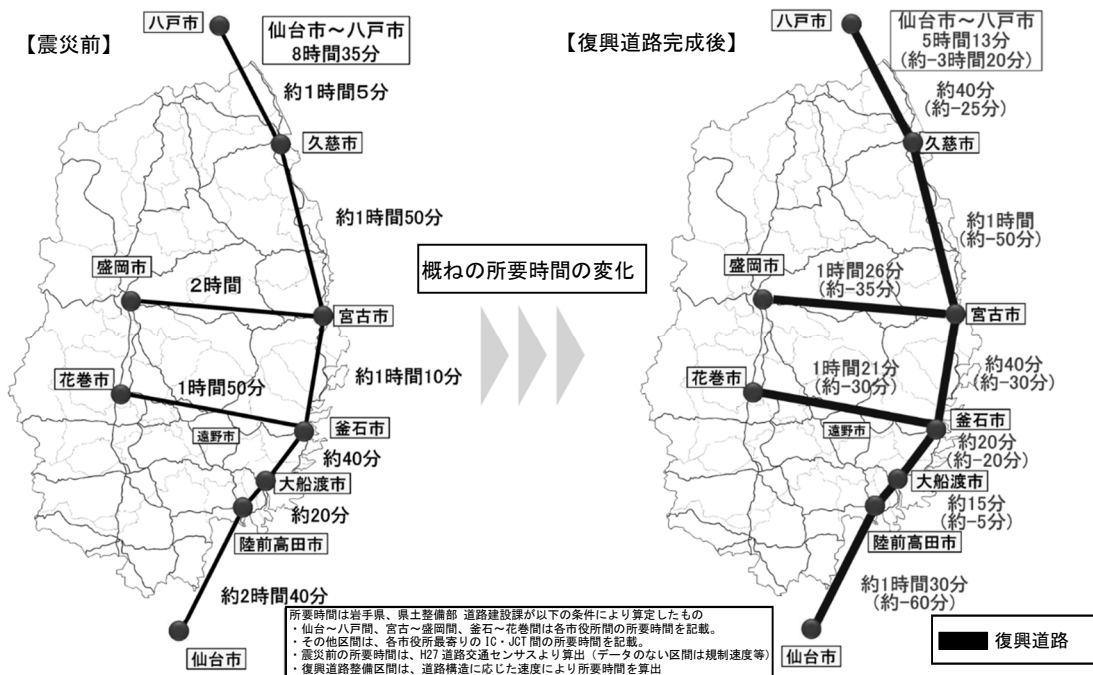 【震災前】
八戸市
仙台市～八戸市
8時間35分
約1時間5分
久慈市
約1時間50分
盛岡市
2時間
宮古市
花巻市
1時間50分
約1時間10分
遠野市
釜石市
約40分
大船渡市
約20分
陸前高田市
約2時間40分
仙台市
概ねの所要時間の変化
【復興道路完成後】
八戸市
仙台市～八戸市
5時間13分
(約-3時間20分)
約40分
(約-25分)
久慈市
約1時間
(約-50分)
盛岡市
1時間26分
(約-35分)
宮古市
花巻市
1時間21分
(約-30分)
約40分
(約-30分)
遠野市
釜石市
約20分
(約-20分)
大船渡市
約15分
(約-5分)
陸前高田市
約1時間30分
(約-60分)
仙台市
所要時間は岩手県、県土整備部 道路建設課が以下の条件により算定したもの
・仙台～八戸間、宮古～盛岡間、釜石～花巻間は各市役所間の所要時間を記載。
・その他区間は、各市役所最寄りのIC・JCT間の所要時間を記載。
・震災前の所要時間は、H27道路交通センサスより算出（データのない区間は規制速度等）
・復興道路整備区間は、道路構造に応じた速度により所要時間を算出
復興道路